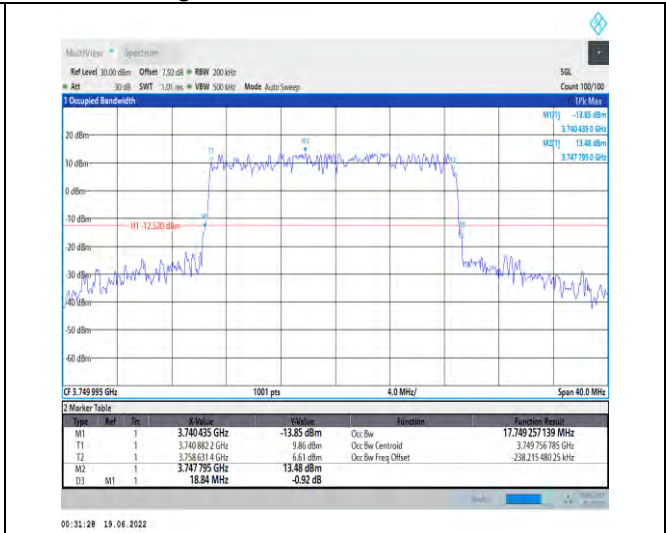 MultiView Spectrum
Ref Level 30.00 dBm Offset 7.92 dB RBW 200 kHz SGL
Att 30 dB SWT 1.01 ms VBW 500 kHz Mode Auto Sweep Count 100/100
1 Occupied Bandwidth 1Pk Max
M1[1] -13.85 dBm
3.740 435 0 GHz
20 dBm
M2[1] 13.48 dBm
3.747 795 0 GHz
M2
T1
T2
10 dBm
0 dBm
-10 dBm
M1
H1 -12.520 dBm
-20 dBm
-30 dBm
-40 dBm
-50 dBm
-60 dBm
CF 3.749 995 GHz 1001 pts 4.0 MHz/ Span 40.0 MHz
2 Marker Table
Type Ref Trc X-Value Y-Value Function Function Result
M1 1 3.740 435 GHz -13.85 dBm Occ Bw 17.749 257 139 MHz
T1 1 3.740 882 2 GHz 9.86 dBm Occ Bw Centroid 3.749 756 785 GHz
T2 1 3.758 631 4 GHz 6.61 dBm Occ Bw Freq Offset -238.215 480 25 kHz
M2 1 3.747 795 GHz 13.48 dBm
D3 M1 1 18.84 MHz -0.92 dB
00:31:28 19.06.2022